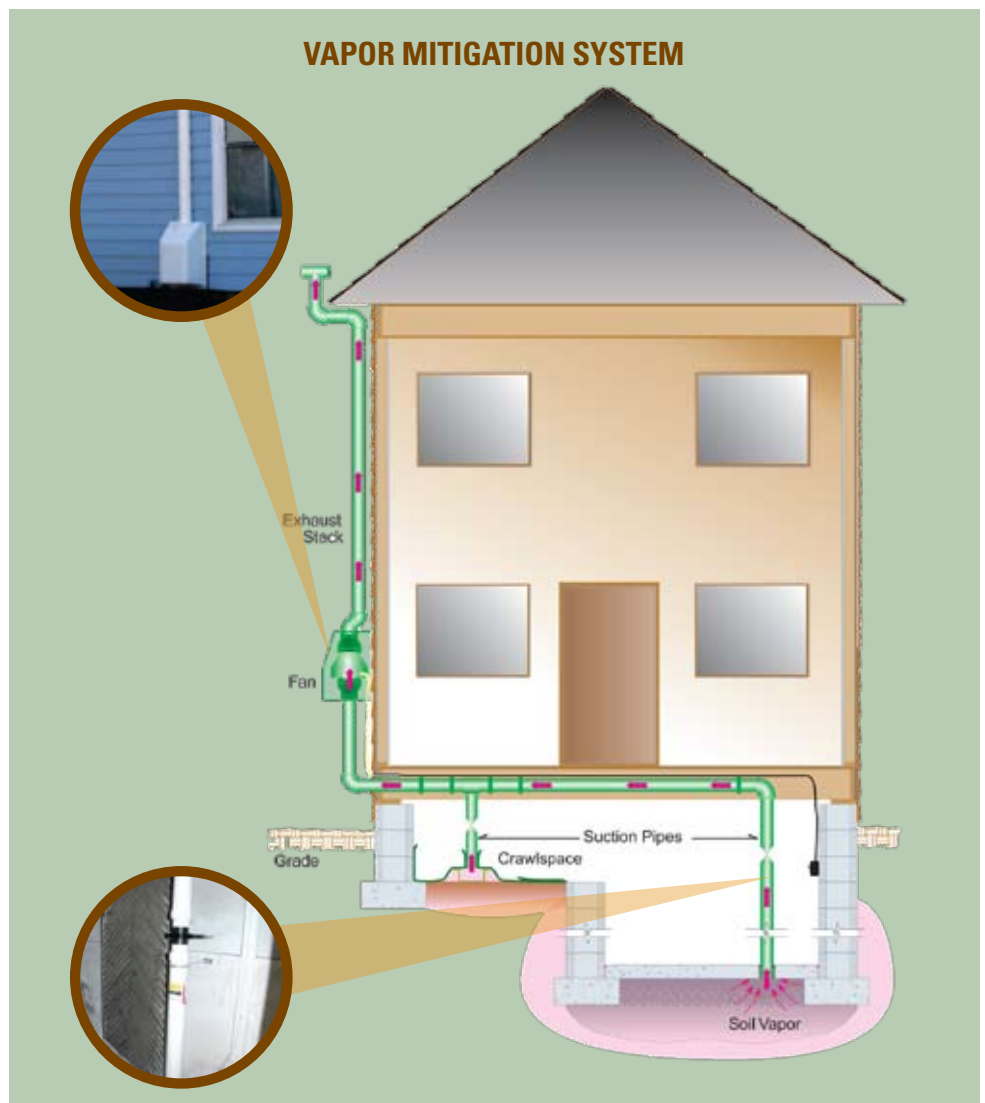 VAPOR MITIGATION SYSTEM
Exhaust
Stack
Fan
Suction Pipes
Grade
Crawlspace
Soil Vapor